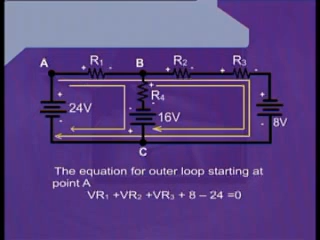 A + R₁ - B + R₂ - + R₃ -
+ + +
R₄
24V - +
16V 8V
- - -
C
The equation for outer loop starting at
point A
VR₁ +VR₂ +VR₃ + 8 – 24 =0